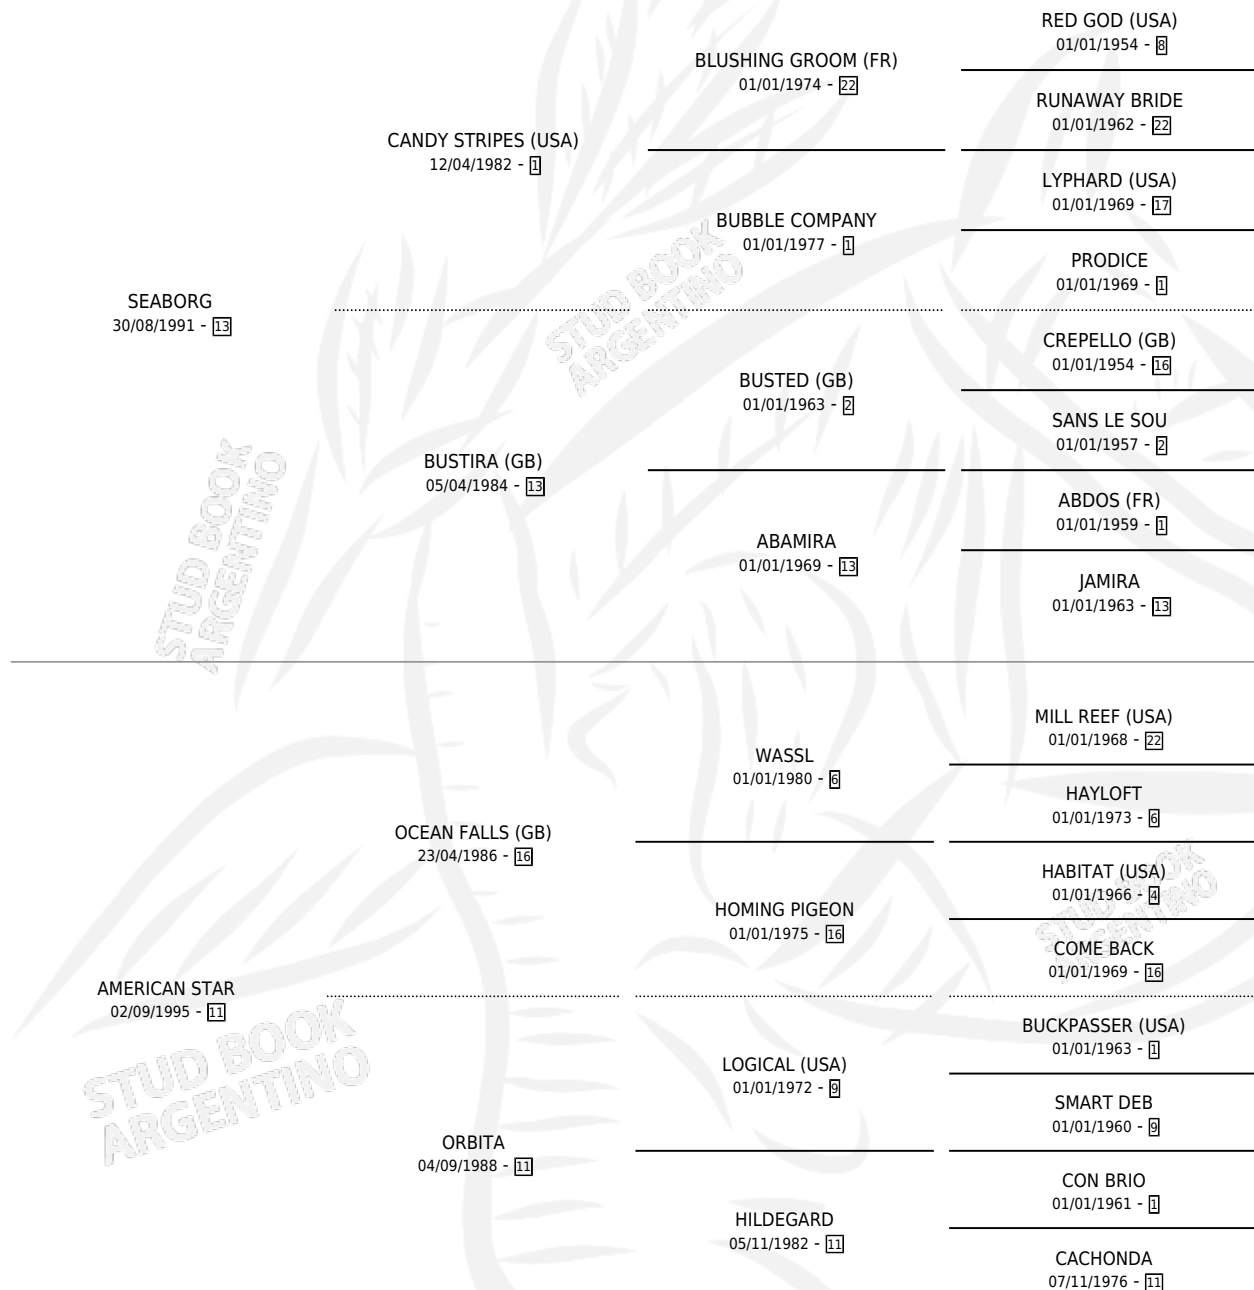 RED GOD (USA)
01/01/1954 - 8
BLUSHING GROOM (FR)
01/01/1974 - 22
RUNAWAY BRIDE
01/01/1962 - 22
CANDY STRIPES (USA)
12/04/1982 - 1
LYPHARD (USA)
01/01/1969 - 17
BUBBLE COMPANY
01/01/1977 - 1
PRODICE
01/01/1969 - 1
SEABORG
30/08/1991 - 13
STUD BOOK
ARGENTINO
CREPELLO (GB)
01/01/1954 - 16
BUSTED (GB)
01/01/1963 - 2
SANS LE SOU
01/01/1957 - 2
BUSTIRA (GB)
05/04/1984 - 13
ABDOS (FR)
01/01/1959 - 1
ABAMIRA
01/01/1969 - 13
JAMIRA
01/01/1963 - 13
STUD BOOK
ARGENTINO
MILL REEF (USA)
01/01/1968 - 22
WASSL
01/01/1980 - 6
HAYLOFT
01/01/1973 - 6
OCEAN FALLS (GB)
23/04/1986 - 16
HABITAT (USA)
01/01/1966 - 4
HOMING PIGEON
01/01/1975 - 16
COME BACK
01/01/1969 - 16
STUD BOOK
ARGENTINO
AMERICAN STAR
02/09/1995 - 11
BUCKPASSER (USA)
01/01/1963 - 1
LOGICAL (USA)
01/01/1972 - 9
SMART DEB
01/01/1960 - 9
STUD BOOK
ARGENTINO
ORBITA
04/09/1988 - 11
CON BRIO
01/01/1961 - 1
HILDEGARD
05/11/1982 - 11
CACHONDA
07/11/1976 - 11